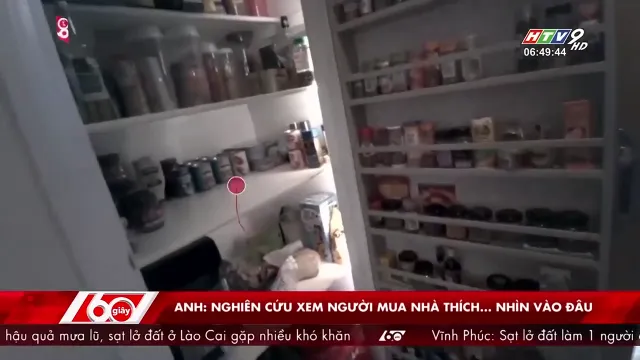 HTV9 HD
06:49:44
60 giây
ANH: NGHIÊN CỨU XEM NGƯỜI MUA NHÀ THÍCH... NHÌN VÀO ĐÂU
hậu quả mưa lũ, sạt lở đất ở Lào Cai gặp nhiều khó khăn 60 Vĩnh Phúc: Sạt lở đất làm 1 người